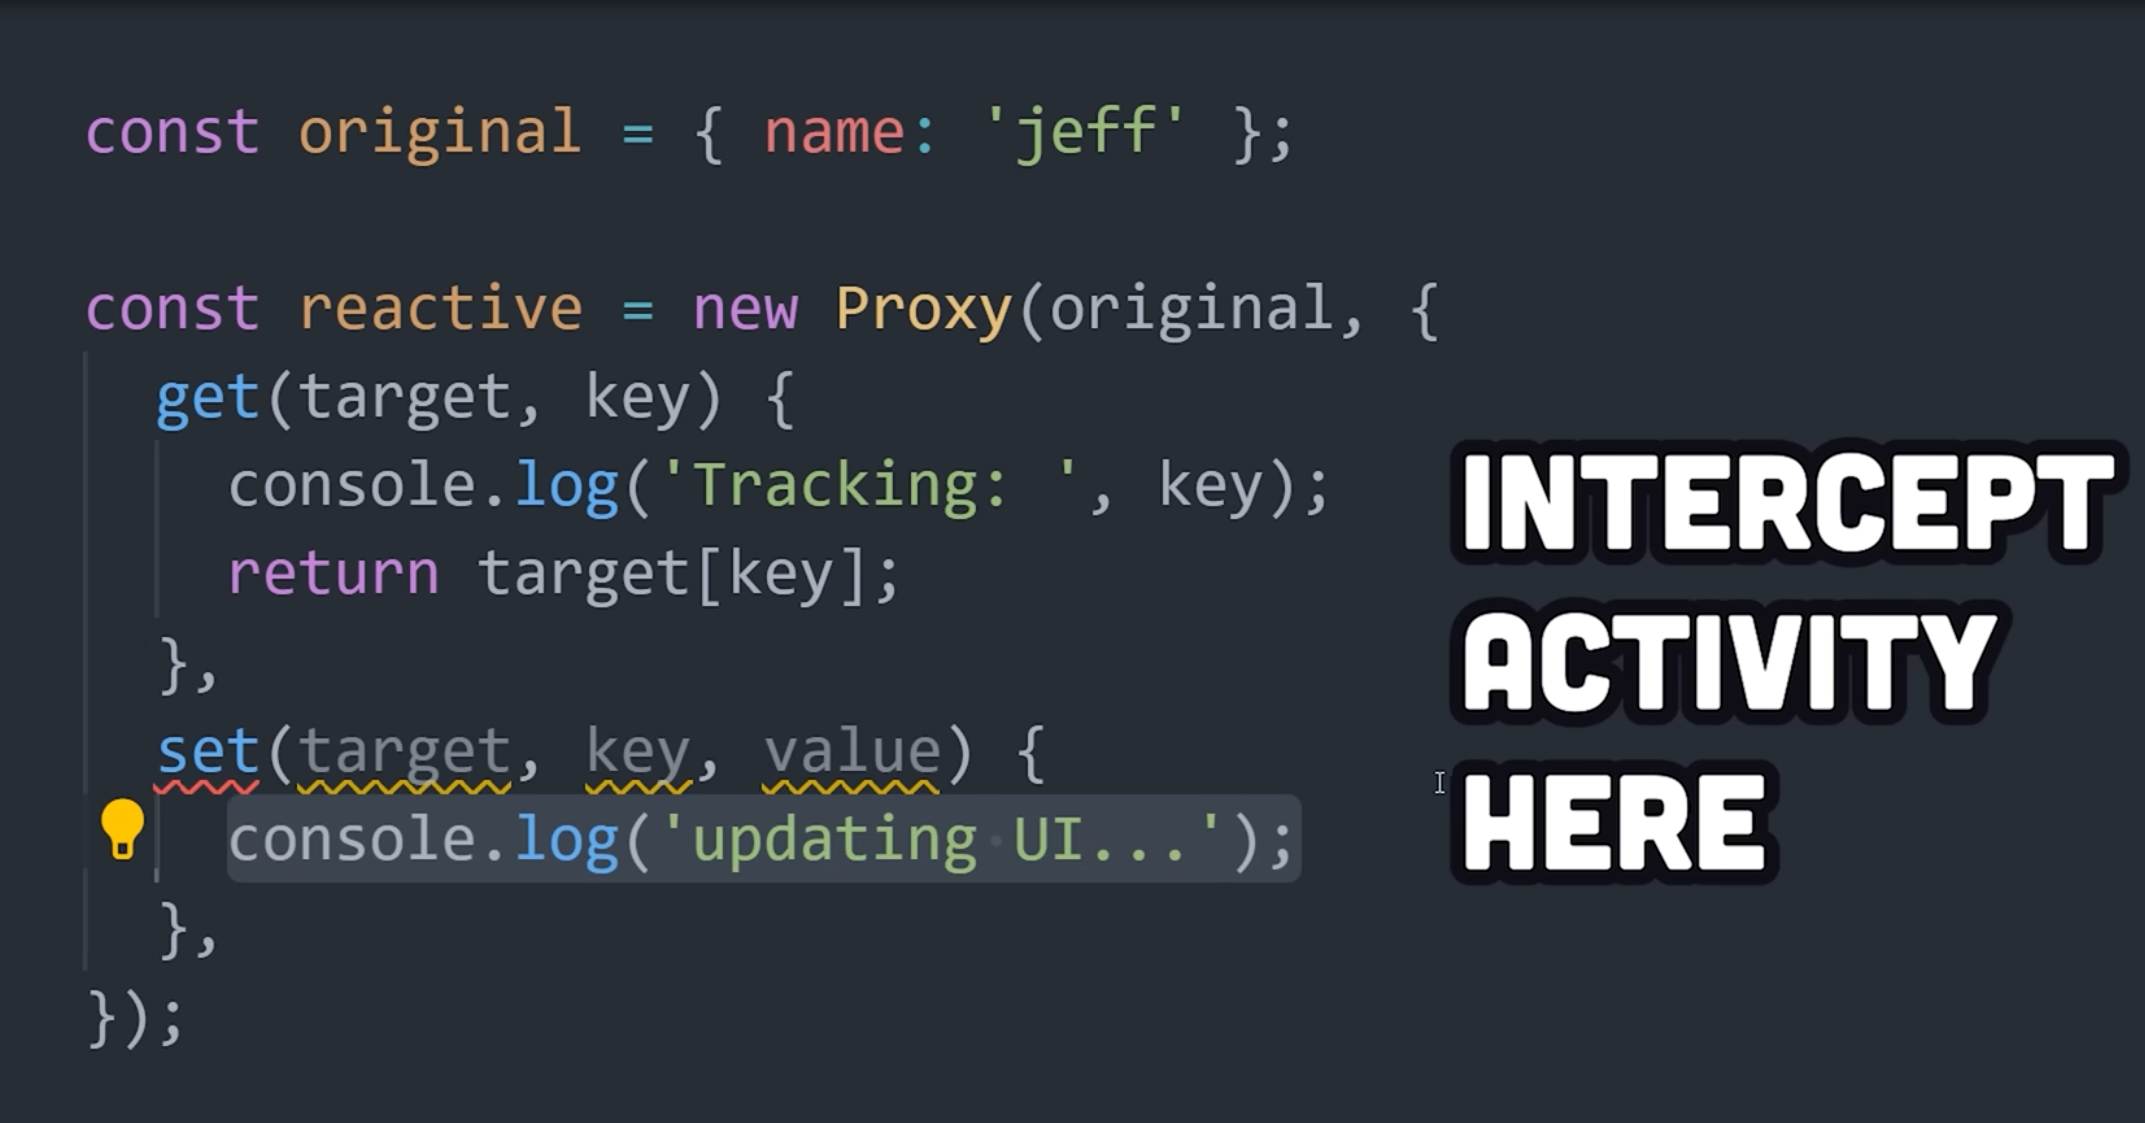 const original = { name: 'jeff' };
const reactive = new Proxy(original, {
get(target, key) {
console.log('Tracking: ', key);
return target[key];
},
set(target, key, value) {
console.log('updating UI...');
},
});
INTERCEPT
ACTIVITY
HERE